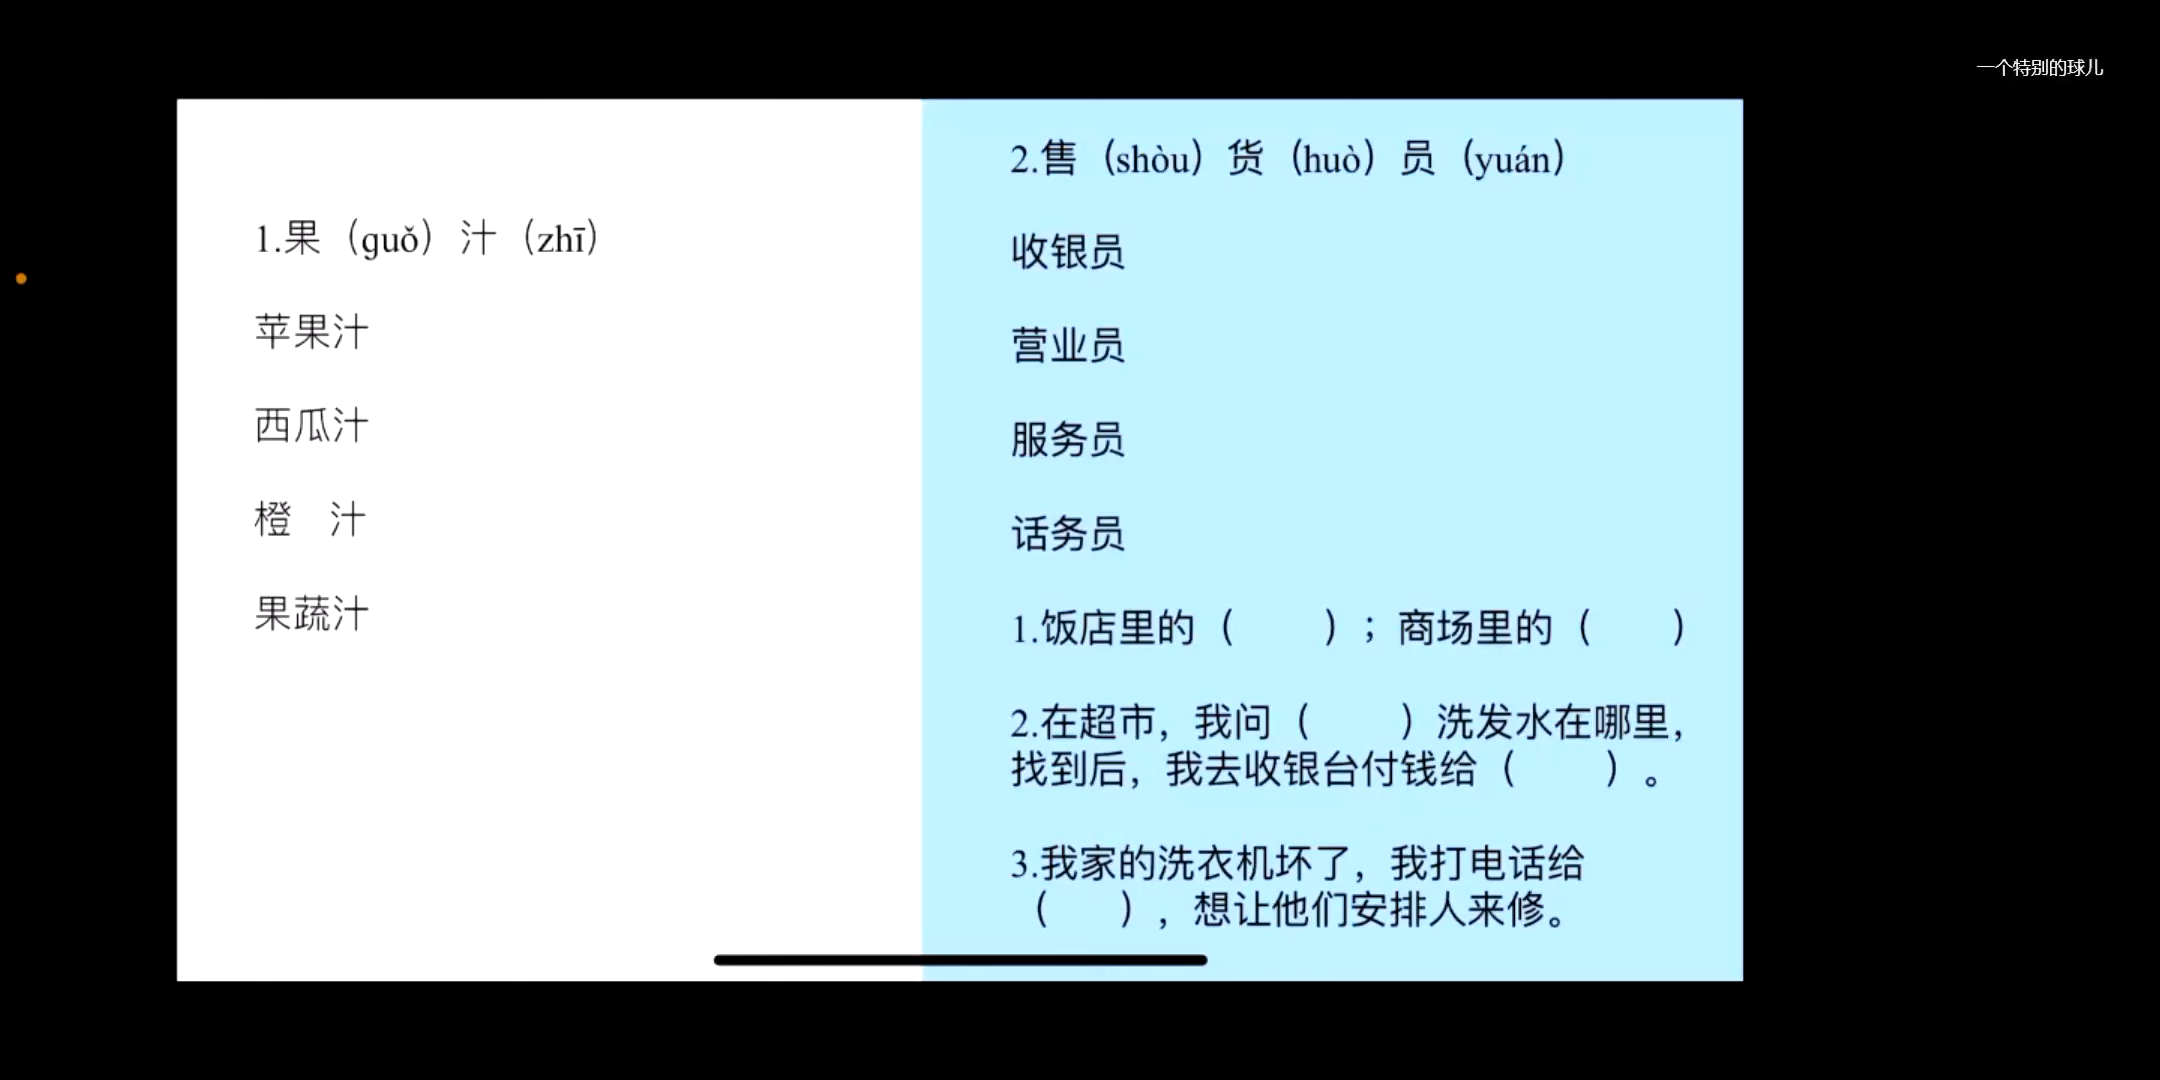 一个特别的球儿
1.果（guǒ）汁（zhī）
苹果汁
西瓜汁
橙　汁
果蔬汁
2.售（shòu）货（huò）员（yuán）
收银员
营业员
服务员
话务员
1.饭店里的（　　）；商场里的（　　）
2.在超市，我问（　　）洗发水在哪里，
找到后，我去收银台付钱给（　　）。
3.我家的洗衣机坏了，我打电话给
（　　），想让他们安排人来修。